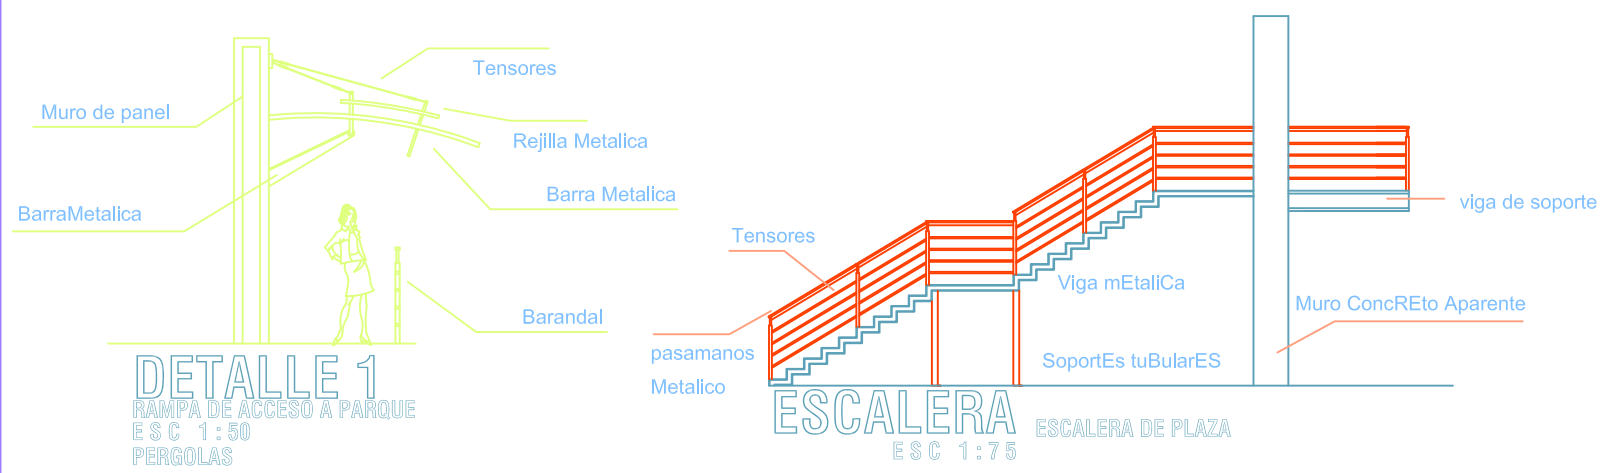 Tensores
Muro de panel
Rejilla Metalica
Barra Metalica
BarraMetalica
Barandal
DETALLE 1
RAMPA DE ACCESO A PARQUE
ESC 1:50
PERGOLAS
Tensores
viga de soporte
Viga mEtaliCa
Muro ConcREto Aparente
pasamanos
Metalico
SoportEs tuBularES
ESCALERA
ESCALERA DE PLAZA
ESC 1:75